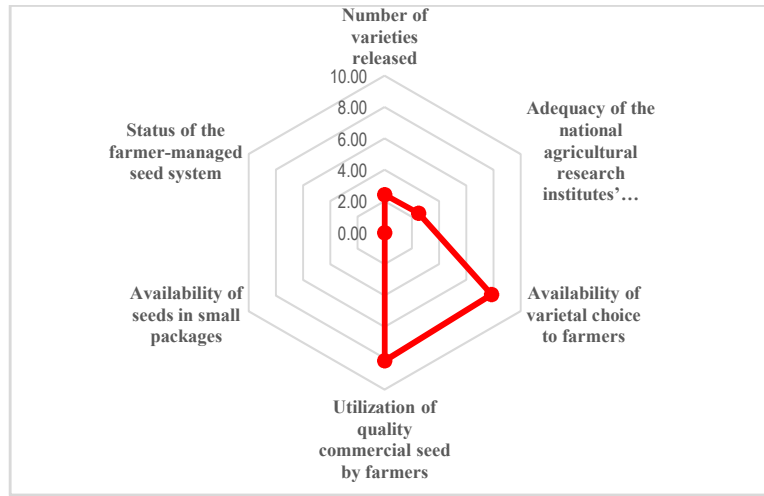 Number of
varieties
released
10.00
8.00
6.00
4.00
2.00
0.00
Adequacy of the
national
agricultural
research
institutes’…
Availability of
varietal choice
to farmers
Utilization of
quality
commercial seed
by farmers
Availability of
seeds in small
packages
Status of the
farmer-managed
seed system